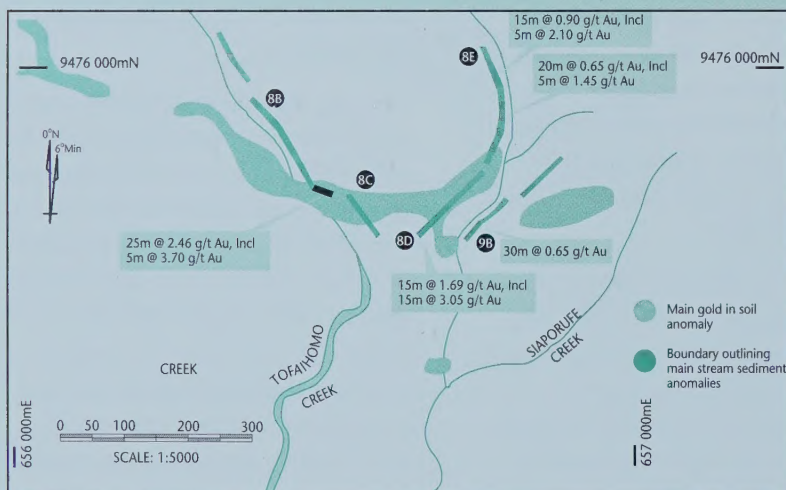 15m @ 0.90 g/t Au, Incl
5m @ 2.10 g/t Au
9476 000mN
8E
9476 000mN
20m @ 0.65 g/t Au, Incl
5m @ 1.45 g/t Au
8B
0°N
6°Min
8C
25m @ 2.46 g/t Au, Incl
5m @ 3.70 g/t Au
8D
9B
30m @ 0.65 g/t Au
15m @ 1.69 g/t Au, Incl
15m @ 3.05 g/t Au
Main gold in soil
anomaly
Boundary outlining
main stream sediment
anomalies
TOFAIHOMO
CREEK
SIAPORUFE
CREEK
CREEK
0 50 100 150 200 300
SCALE: 1:5000
656 000mE
657 000mE